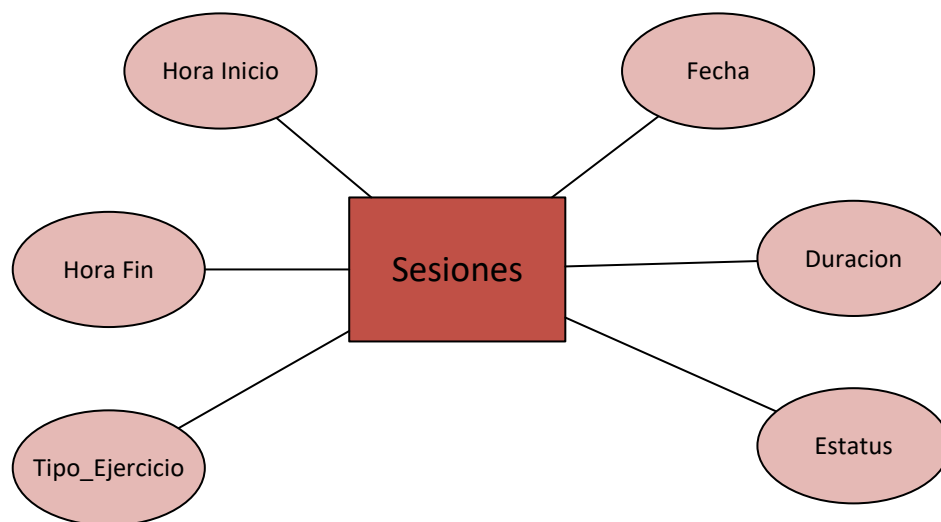 Hora Inicio
Fecha
Sesiones
Hora Fin
Duracion
Tipo_Ejercicio
Estatus